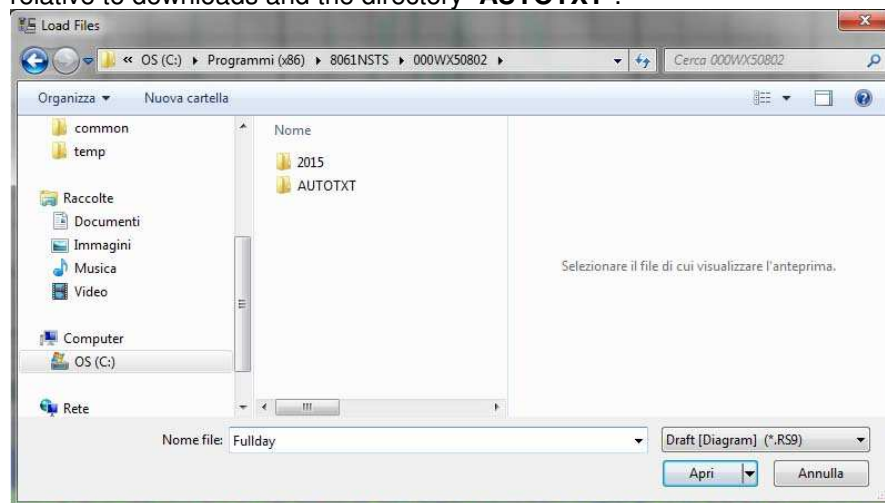 relative to downloads and the directory "AUTOTXT".
Load Files
« OS (C:) ▸ Programmi (x86) ▸ 8061NSTS ▸ 000WX50802 ▸
Cerca 000WX50802
Organizza ▾ Nuova cartella
common
temp
Raccolte
Documenti
Immagini
Musica
Video
Computer
OS (C:)
Rete
Nome
2015
AUTOTXT
Selezionare il file di cui visualizzare l'anteprima.
Nome file: Fullday
Draft [Diagram] (*.RS9)
Apri
Annulla